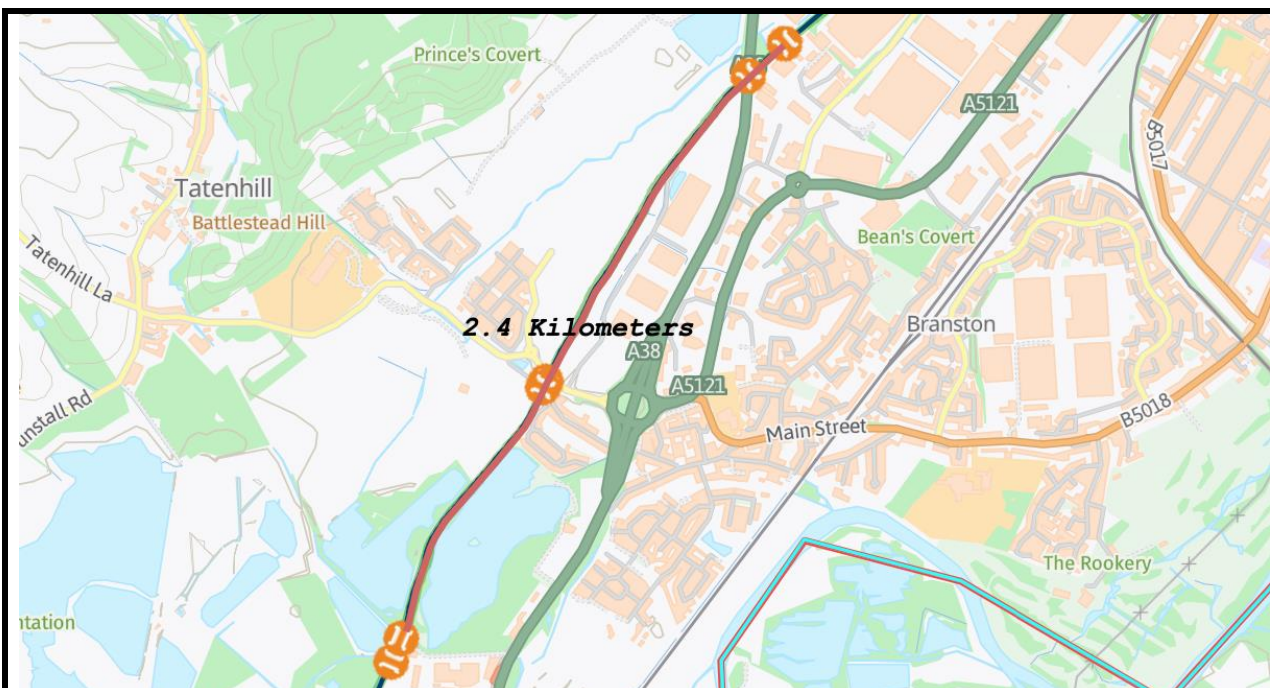 Prince's Covert
A5121
B5017
Tatenhill
Battlestead Hill
Bean's Covert
Tatenhill La
2.4 Kilometers
Branston
A38
A5121
unstall Rd
Main Street
B5018
The Rookery
ntation